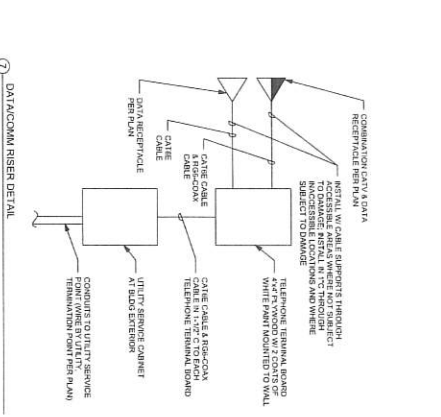 COMBINATION CATV & DATA
RECEPTACLE PER PLAN
INSTALL W/ CABLE SUPPORTS THROUGH
ACCESSIBLE AREAS WHERE NOT SUBJECT
TO DAMAGE; INSTALL IN 1"C THROUGH
INACCESSIBLE LOCATIONS AND WHERE
SUBJECT TO DAMAGE
TELEPHONE TERMINAL BOARD
4'x4' PLYWOOD W/ 2 COATS OF
WHITE PAINT MOUNTED TO WALL
CAT6E CABLE
& RG6-COAX
CABLE
CAT6E
CABLE
DATA RECEPTACLE
PER PLAN
CAT6E CABLE & RG6-COAX
CABLE IN 1-1/2" C TO EACH
TELEPHONE TERMINAL BOARD
UTILITY SERVICE CABINET
AT BLDG EXTERIOR
CONDUITS TO UTILITY SERVICE
POINT (WIRE BY UTILITY,
TERMINATION POINT PER PLAN)
7 DATA/COMM RISER DETAIL